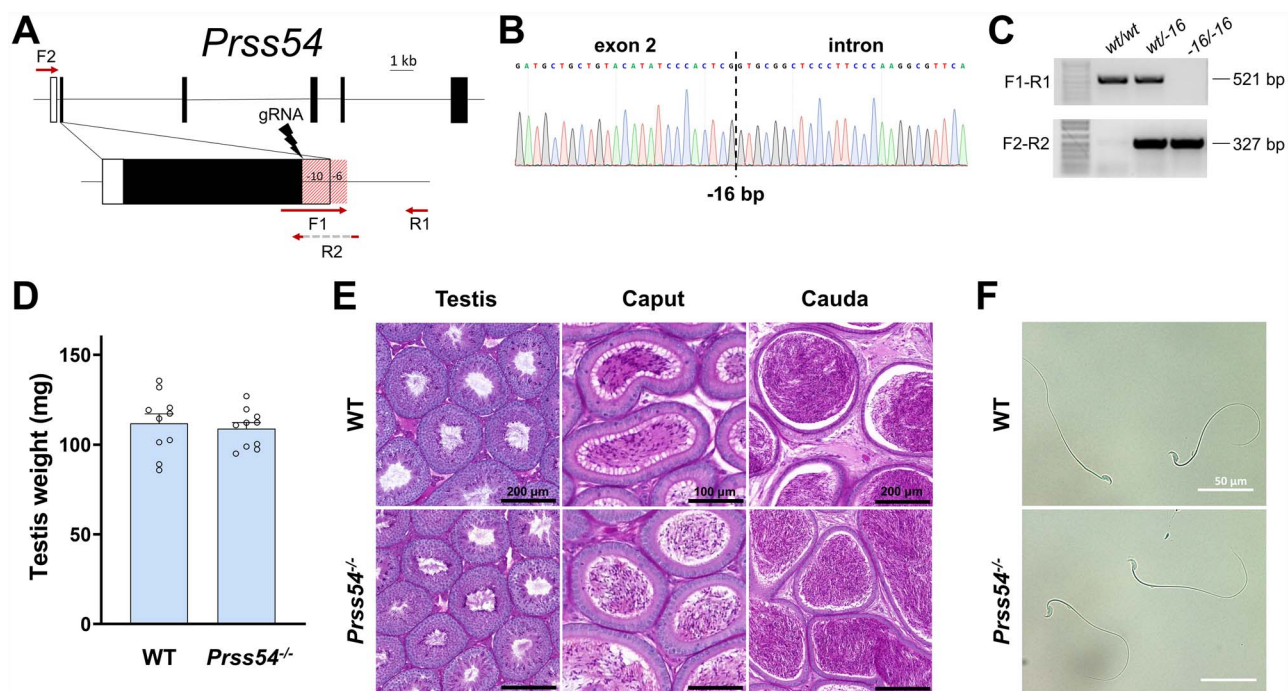 A
Prss54
F2
1 kb
gRNA
-10
-6
F1
R1
R2
B
exon 2
intron
GATGCTGCTGTACATATCCCACTCGGTGCGGCTCCCTTCCCAAGGCGTTCA
-16 bp
C
wt/wt
wt/-16
-16/-16
F1-R1
521 bp
F2-R2
327 bp
D
Testis weight (mg)
150
100
50
0
WT
Prss54-/-
E
Testis
Caput
Cauda
WT
200 µm
100 µm
200 µm
Prss54-/-
F
WT
50 µm
Prss54-/-